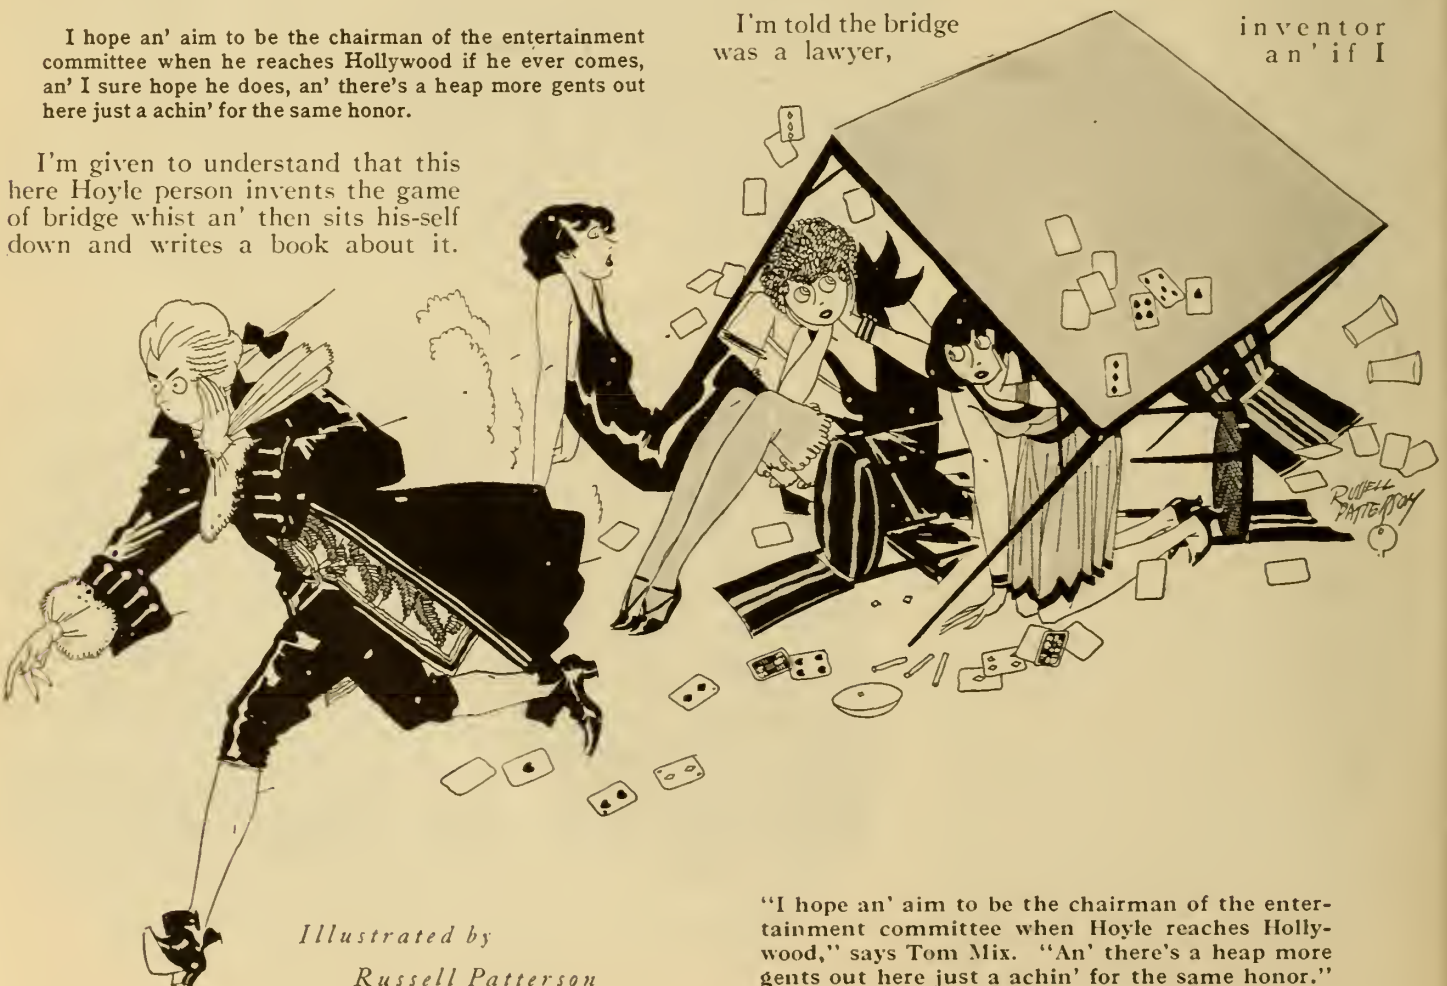 I hope an' aim to be the chairman of the entertainment
committee when he reaches Hollywood if he ever comes,
an' I sure hope he does, an' there's a heap more gents out
here just a achin' for the same honor.
I'm given to understand that this
here Hoyle person invents the game
of bridge whist an' then sits his-self
down and writes a book about it.
I'm told the bridge
was a lawyer,
inventor
an' if I
RUSSELL
PATTERSON
Illustrated by
Russell Patterson
"I hope an' aim to be the chairman of the enter-
tainment committee when Hoyle reaches Holly-
wood," says Tom Mix. "An' there's a heap more
gents out here just a achin' for the same honor."